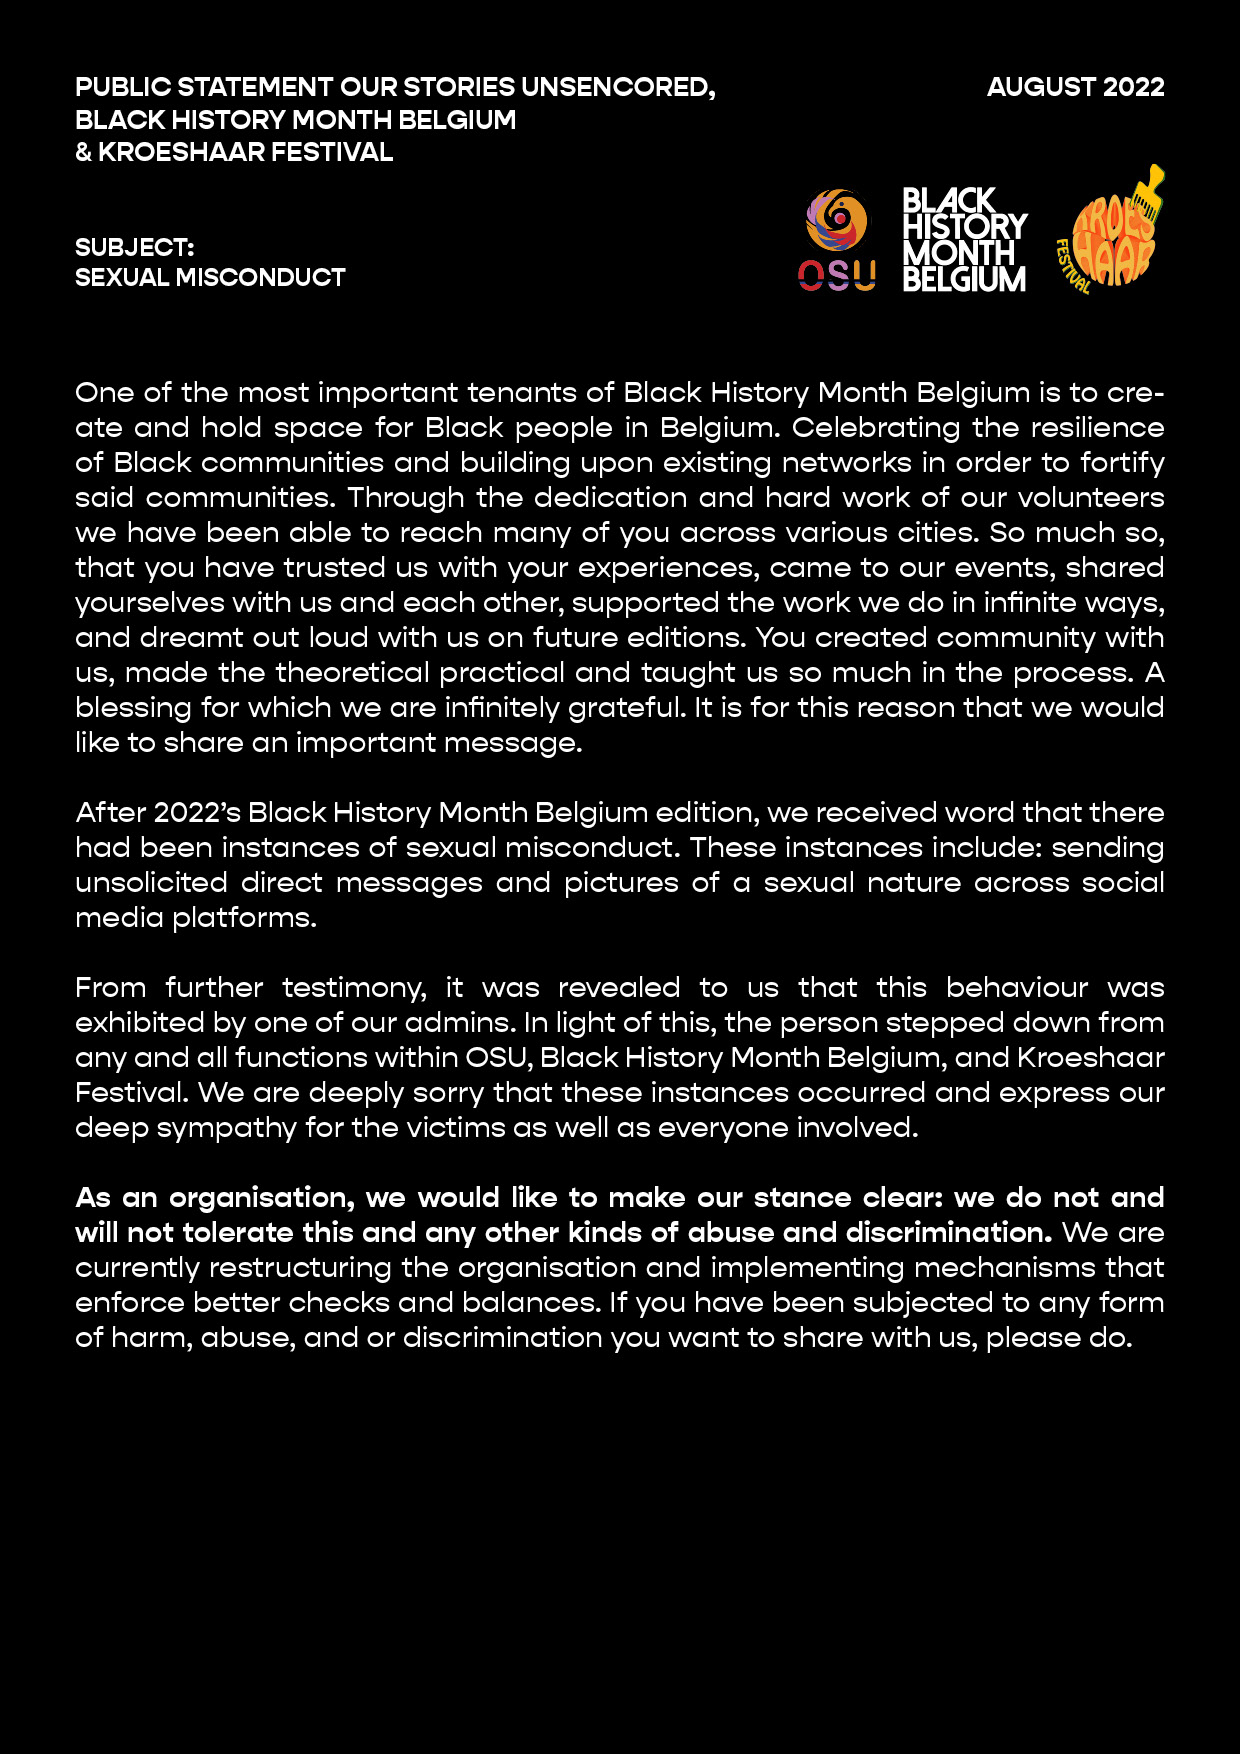 PUBLIC STATEMENT OUR STORIES UNSENCORED,
BLACK HISTORY MONTH BELGIUM
& KROESHAAR FESTIVAL
AUGUST 2022
SUBJECT:
SEXUAL MISCONDUCT
OSU
BLACK
HISTORY
MONTH
BELGIUM
KROES
HAAR
FESTIVAL
One of the most important tenants of Black History Month Belgium is to cre-
ate and hold space for Black people in Belgium. Celebrating the resilience
of Black communities and building upon existing networks in order to fortify
said communities. Through the dedication and hard work of our volunteers
we have been able to reach many of you across various cities. So much so,
that you have trusted us with your experiences, came to our events, shared
yourselves with us and each other, supported the work we do in infinite ways,
and dreamt out loud with us on future editions. You created community with
us, made the theoretical practical and taught us so much in the process. A
blessing for which we are infinitely grateful. It is for this reason that we would
like to share an important message.
After 2022’s Black History Month Belgium edition, we received word that there
had been instances of sexual misconduct. These instances include: sending
unsolicited direct messages and pictures of a sexual nature across social
media platforms.
From further testimony, it was revealed to us that this behaviour was
exhibited by one of our admins. In light of this, the person stepped down from
any and all functions within OSU, Black History Month Belgium, and Kroeshaar
Festival. We are deeply sorry that these instances occurred and express our
deep sympathy for the victims as well as everyone involved.
As an organisation, we would like to make our stance clear: we do not and
will not tolerate this and any other kinds of abuse and discrimination. We are
currently restructuring the organisation and implementing mechanisms that
enforce better checks and balances. If you have been subjected to any form
of harm, abuse, and or discrimination you want to share with us, please do.